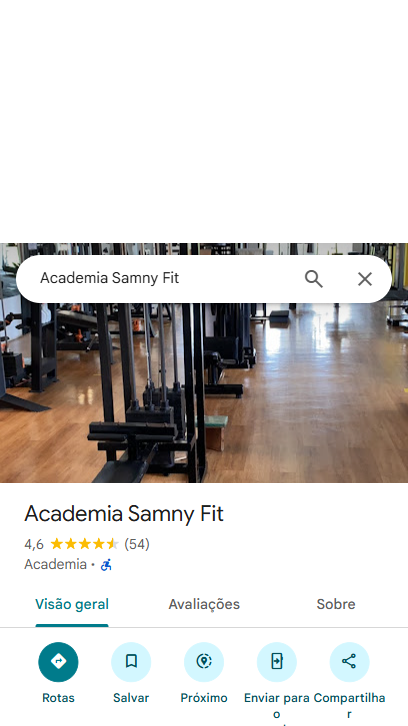 Academia Samny Fit
Academia Samny Fit
4,6 (54)
Academia ·
Visão geral Avaliações Sobre
Rotas Salvar Próximo Enviar para Compartilha
o r